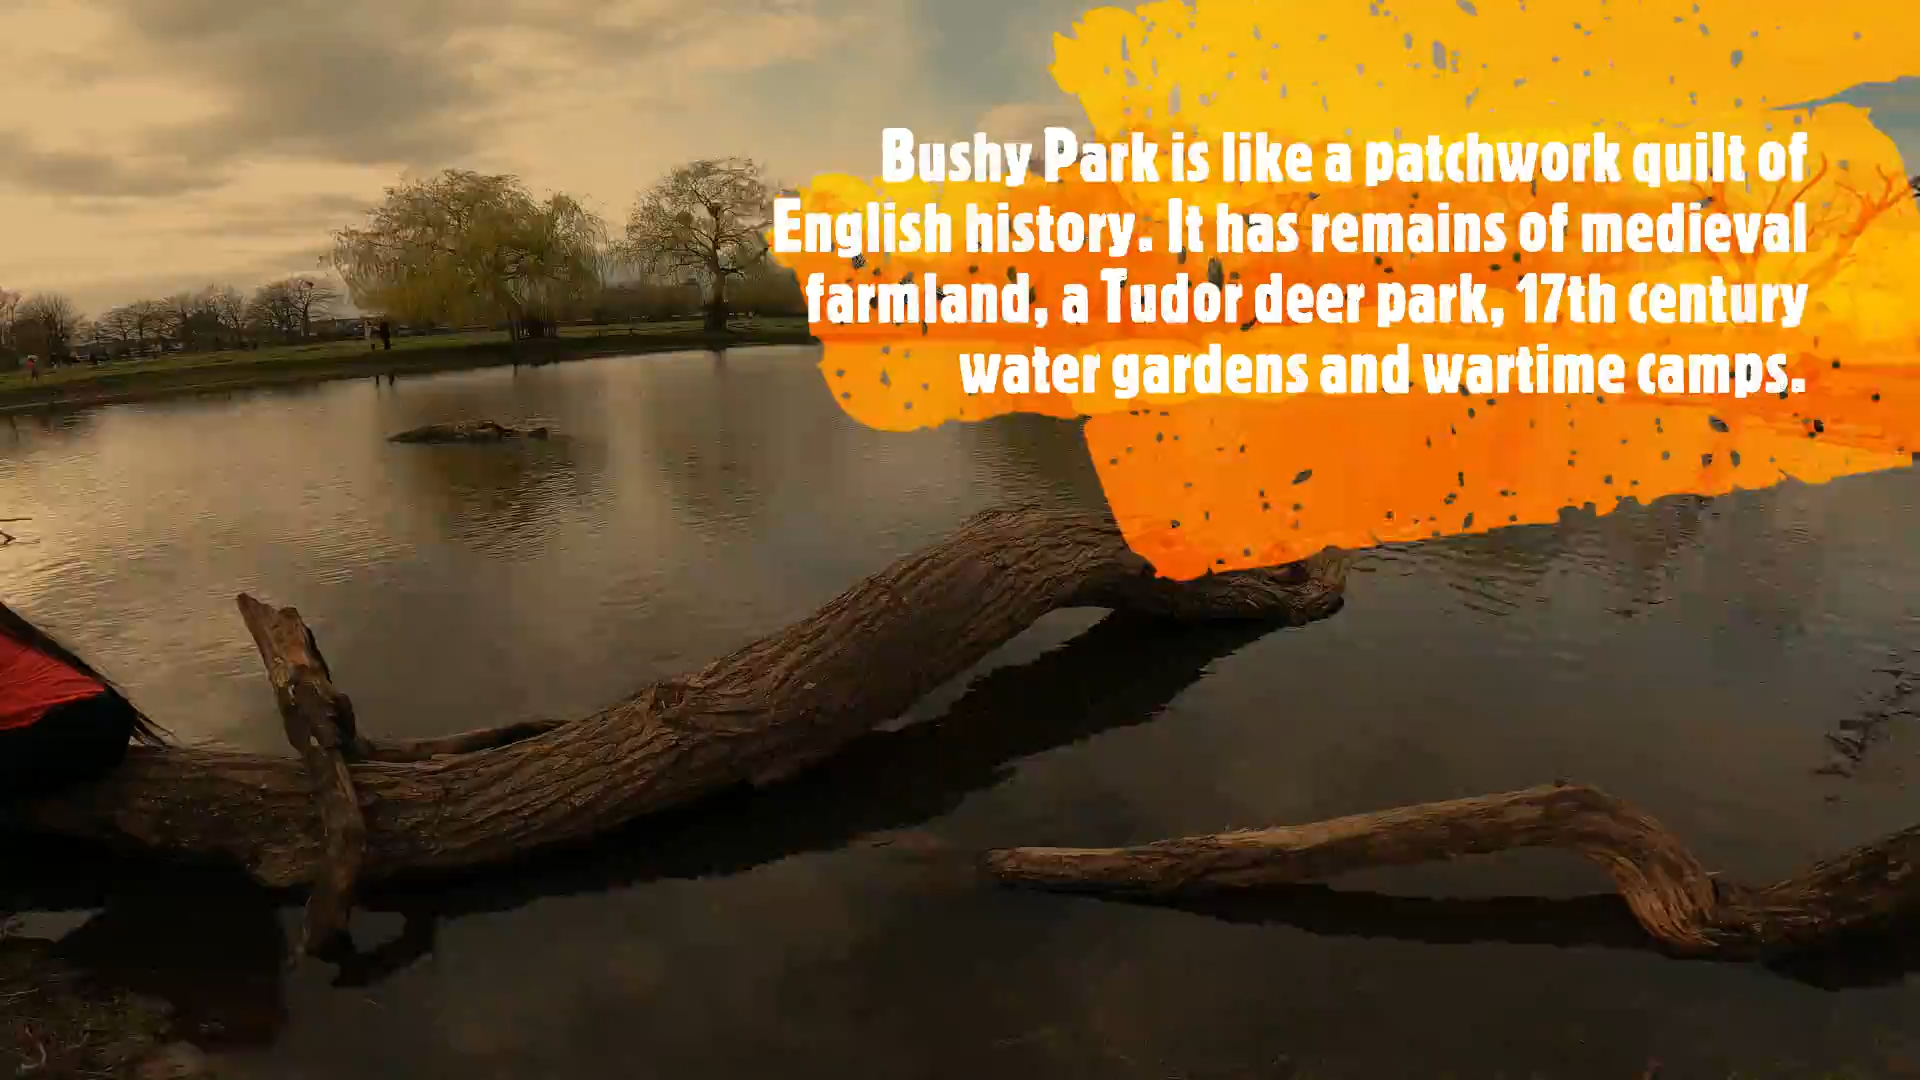 Bushy Park is like a patchwork quilt of
English history. It has remains of medieval
farmland, a Tudor deer park, 17th century
water gardens and wartime camps.